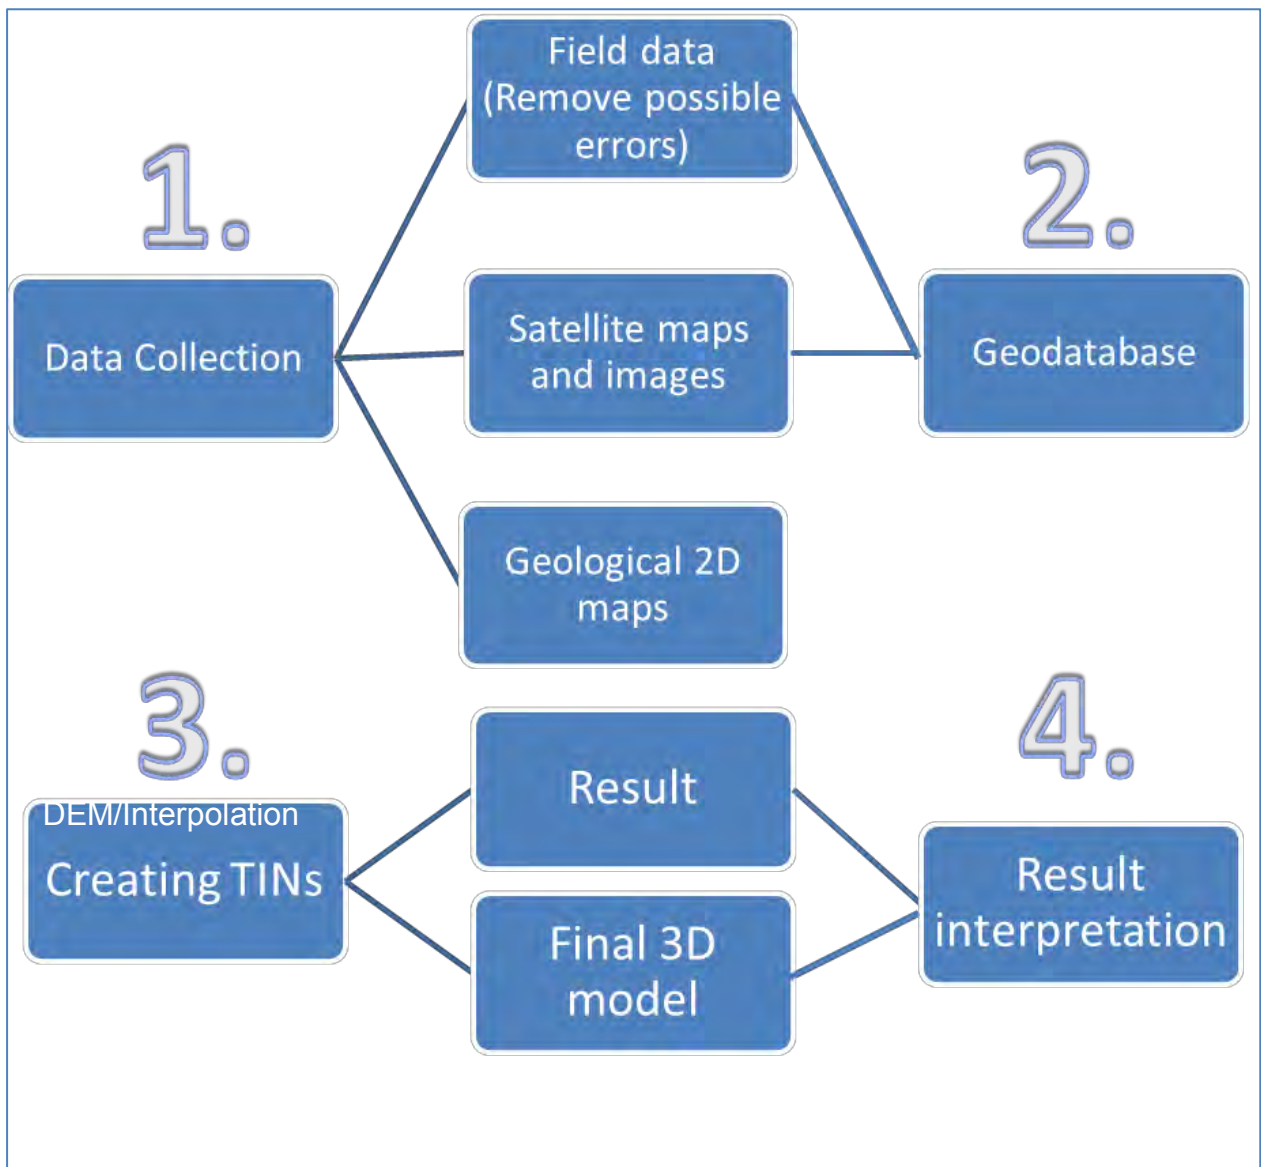 1.
Data Collection
Field data
(Remove possible
errors)
Satellite maps
and images
Geological 2D
maps
2.
Geodatabase
3.
DEM/Interpolation
Creating TINs
Result
Final 3D
model
4.
Result
interpretation